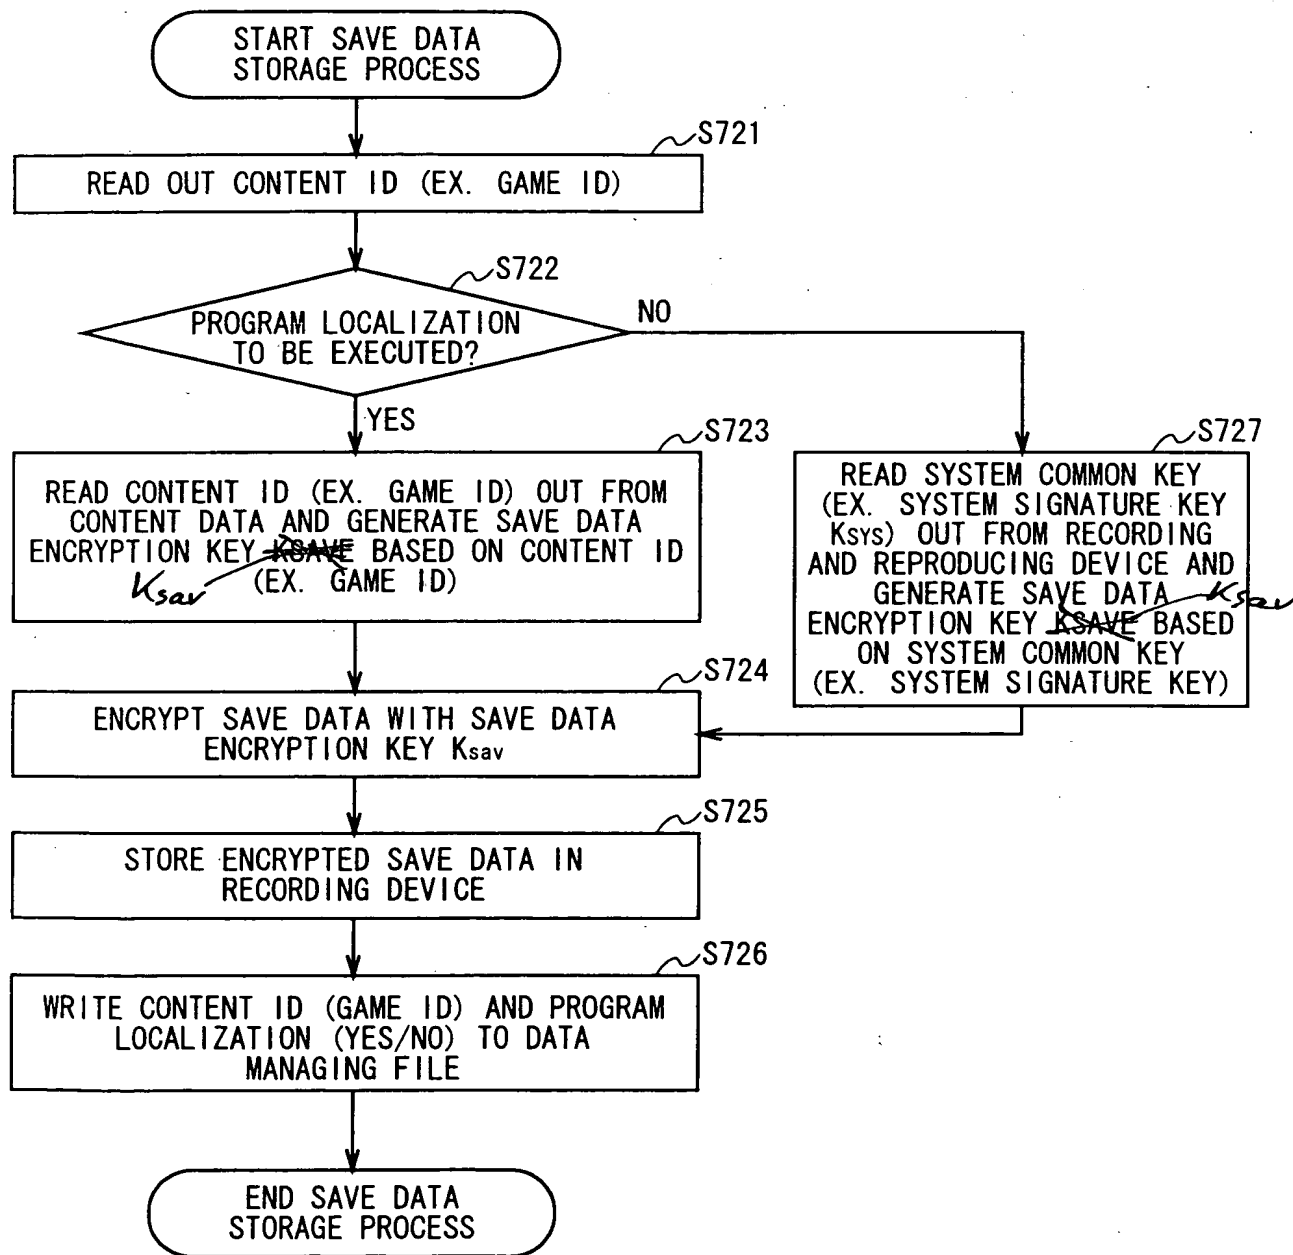 START SAVE DATA
STORAGE PROCESS
S721
READ OUT CONTENT ID (EX. GAME ID)
S722
PROGRAM LOCALIZATION
TO BE EXECUTED?
NO
YES
S723
READ CONTENT ID (EX. GAME ID) OUT FROM
CONTENT DATA AND GENERATE SAVE DATA
ENCRYPTION KEY KSAVE BASED ON CONTENT ID
(EX. GAME ID)
Ksav
S727
READ SYSTEM COMMON KEY
(EX. SYSTEM SIGNATURE KEY
Ksys) OUT FROM RECORDING
AND REPRODUCING DEVICE AND
GENERATE SAVE DATA
ENCRYPTION KEY KSAVE BASED
ON SYSTEM COMMON KEY
(EX. SYSTEM SIGNATURE KEY)
Ksav
S724
ENCRYPT SAVE DATA WITH SAVE DATA
ENCRYPTION KEY Ksav
S725
STORE ENCRYPTED SAVE DATA IN
RECORDING DEVICE
S726
WRITE CONTENT ID (GAME ID) AND PROGRAM
LOCALIZATION (YES/NO) TO DATA
MANAGING FILE
END SAVE DATA
STORAGE PROCESS